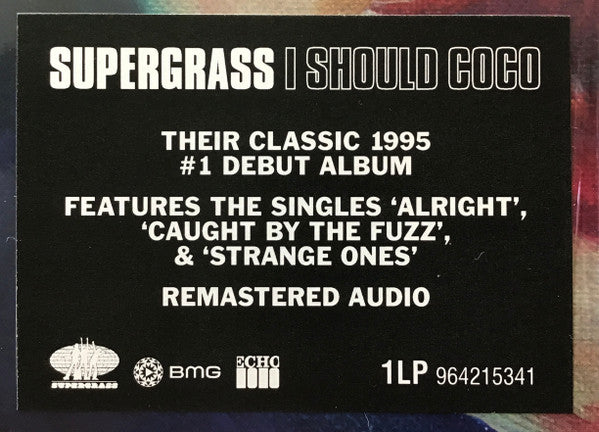 SUPERGRASS I SHOULD COCO
THEIR CLASSIC 1995
#1 DEBUT ALBUM
FEATURES THE SINGLES ‘ALRIGHT’,
‘CAUGHT BY THE FUZZ’,
& ‘STRANGE ONES’
REMASTERED AUDIO
SUPERGRASS BMG ECHO 1LP 964215341